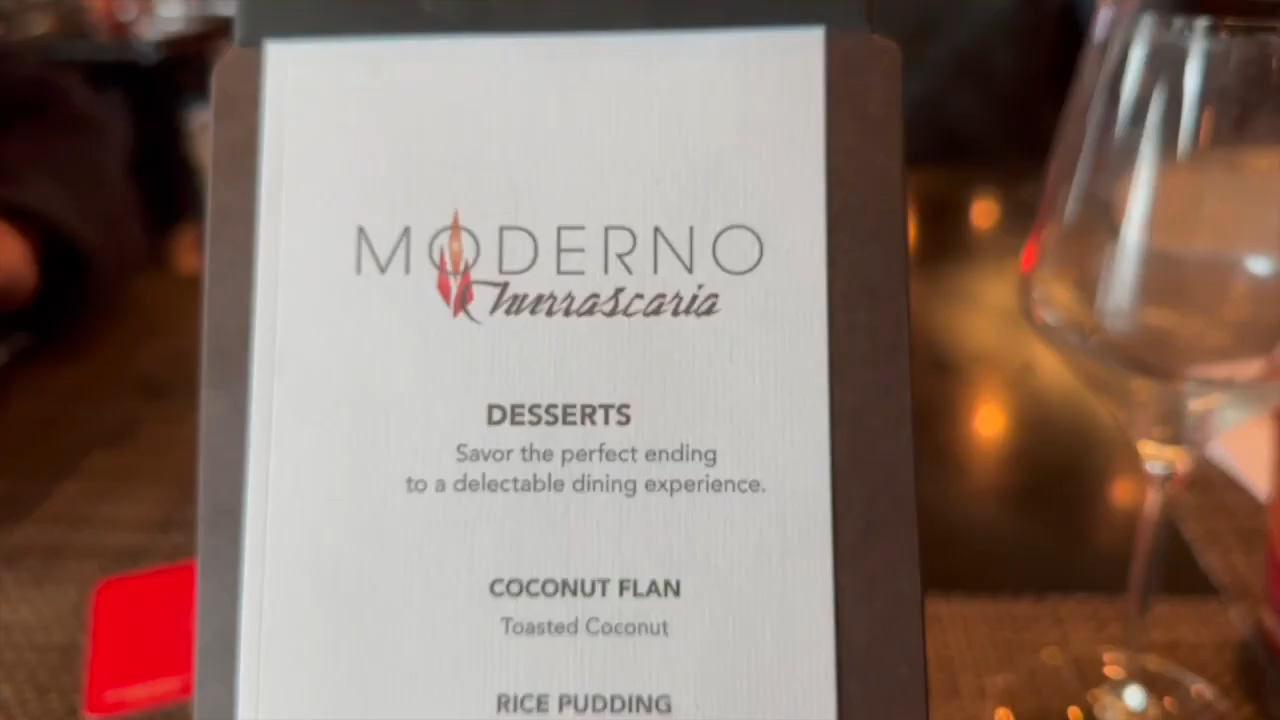 MODERNO
Churrascaria
DESSERTS
Savor the perfect ending
to a delectable dining experience.
COCONUT FLAN
Toasted Coconut
RICE PUDDING